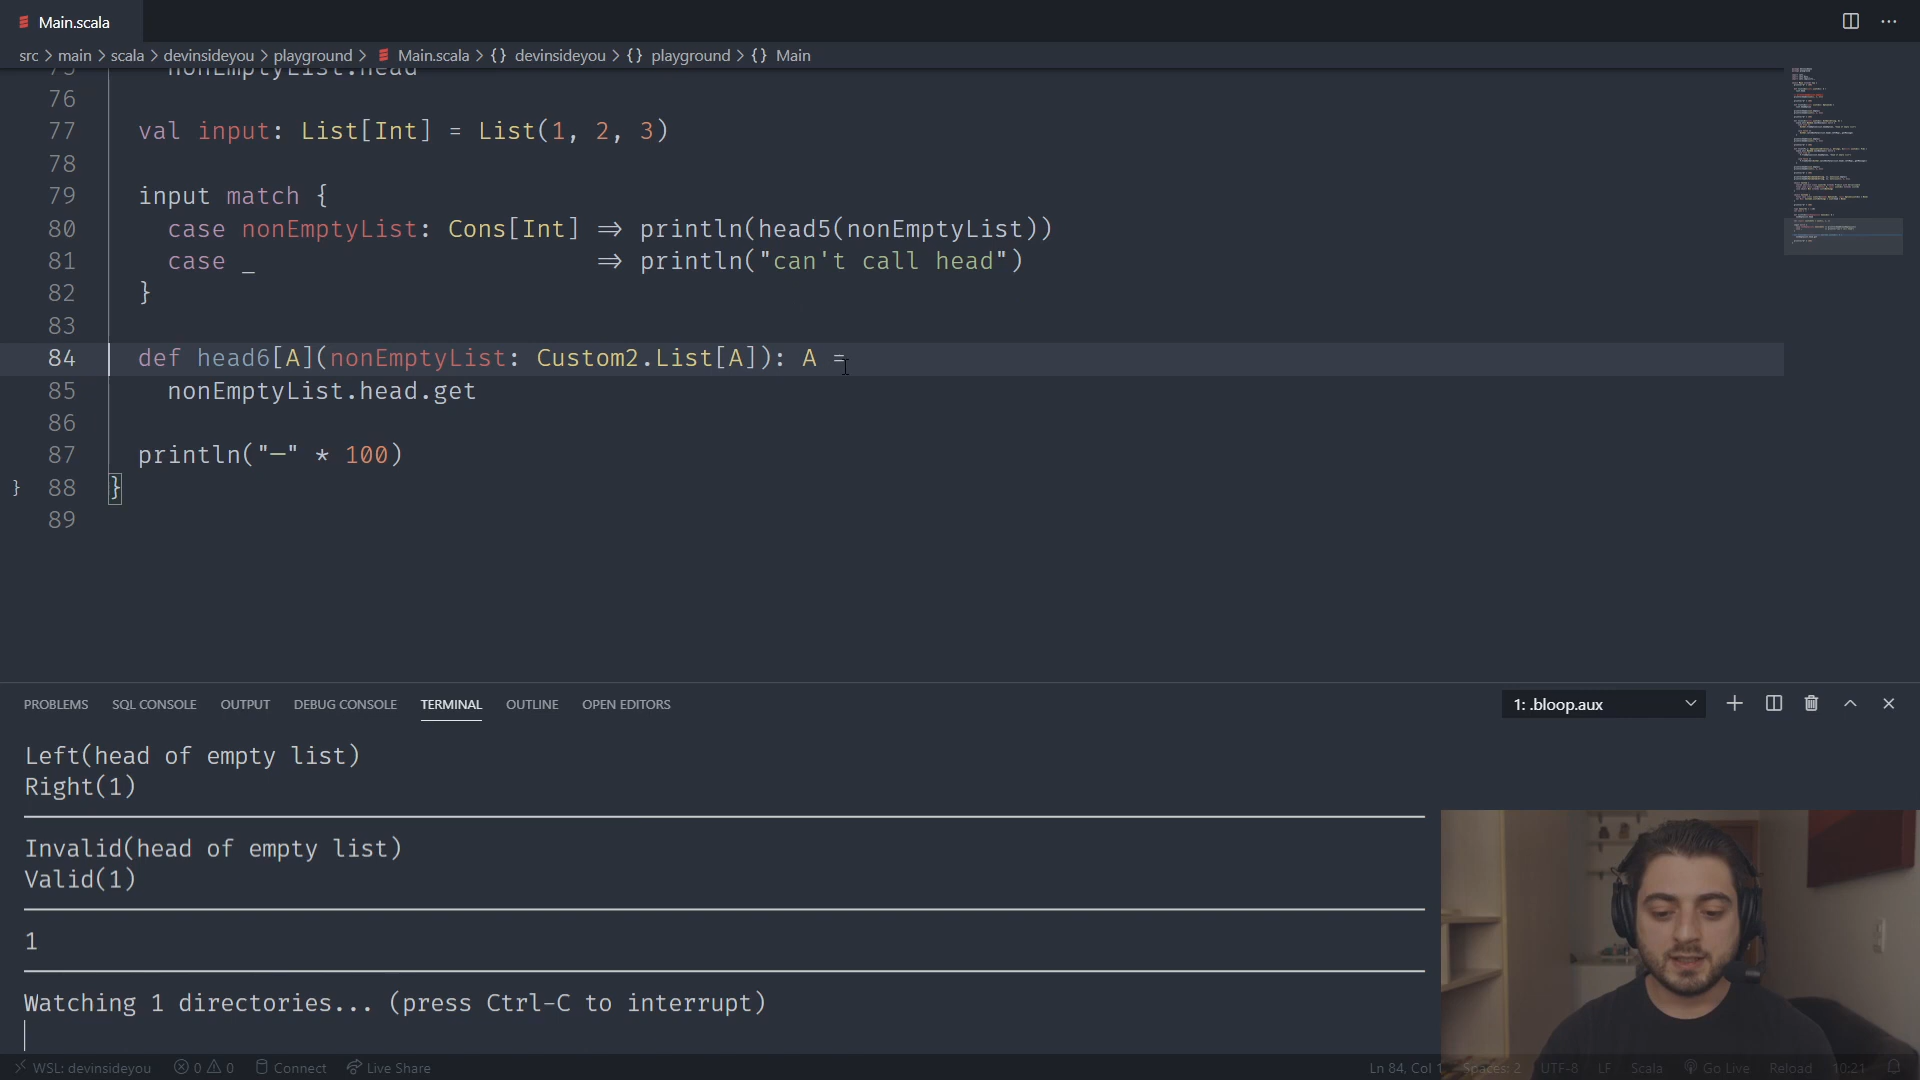 Main.scala
src > main > scala > devinsideyou > playground > Main.scala > {} devinsideyou > {} playground > {} Main
75 nonEmptyList.head
76
77 val input: List[Int] = List(1, 2, 3)
78
79 input match {
80 case nonEmptyList: Cons[Int] ⇒ println(head5(nonEmptyList))
81 case _ ⇒ println("can't call head")
82 }
83
84 def head6[A](nonEmptyList: Custom2.List[A]): A =
85 nonEmptyList.head.get
86
87 println("─" * 100)
} 88 }
89
PROBLEMS SQL CONSOLE OUTPUT DEBUG CONSOLE TERMINAL OUTLINE OPEN EDITORS 1: .bloop.aux
Left(head of empty list)
Right(1)
Invalid(head of empty list)
Valid(1)
1
Watching 1 directories... (press Ctrl-C to interrupt)
WSL: devinsideyou 0 0 Connect Live Share Ln 84, Col 1 Spaces: 2 UTF-8 LF Scala Go Live Reload 10:21